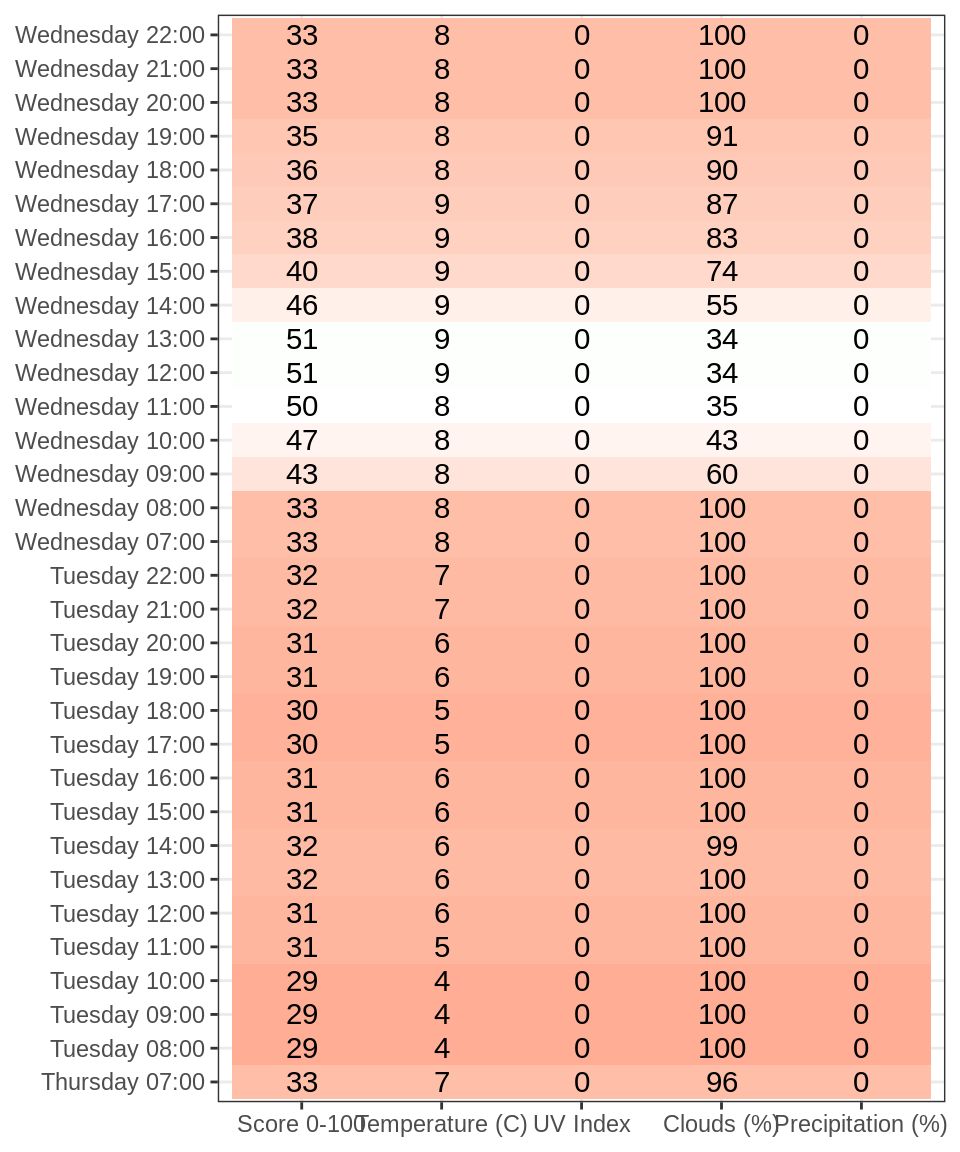 Wednesday 22:00 33 8 0 100 0
Wednesday 21:00 33 8 0 100 0
Wednesday 20:00 33 8 0 100 0
Wednesday 19:00 35 8 0 91 0
Wednesday 18:00 36 8 0 90 0
Wednesday 17:00 37 9 0 87 0
Wednesday 16:00 38 9 0 83 0
Wednesday 15:00 40 9 0 74 0
Wednesday 14:00 46 9 0 55 0
Wednesday 13:00 51 9 0 34 0
Wednesday 12:00 51 9 0 34 0
Wednesday 11:00 50 8 0 35 0
Wednesday 10:00 47 8 0 43 0
Wednesday 09:00 43 8 0 60 0
Wednesday 08:00 33 8 0 100 0
Wednesday 07:00 33 8 0 100 0
Tuesday 22:00 32 7 0 100 0
Tuesday 21:00 32 7 0 100 0
Tuesday 20:00 31 6 0 100 0
Tuesday 19:00 31 6 0 100 0
Tuesday 18:00 30 5 0 100 0
Tuesday 17:00 30 5 0 100 0
Tuesday 16:00 31 6 0 100 0
Tuesday 15:00 31 6 0 100 0
Tuesday 14:00 32 6 0 99 0
Tuesday 13:00 32 6 0 100 0
Tuesday 12:00 31 6 0 100 0
Tuesday 11:00 31 5 0 100 0
Tuesday 10:00 29 4 0 100 0
Tuesday 09:00 29 4 0 100 0
Tuesday 08:00 29 4 0 100 0
Thursday 07:00 33 7 0 96 0
Score 0-100 Temperature (C) UV Index Clouds (%) Precipitation (%)